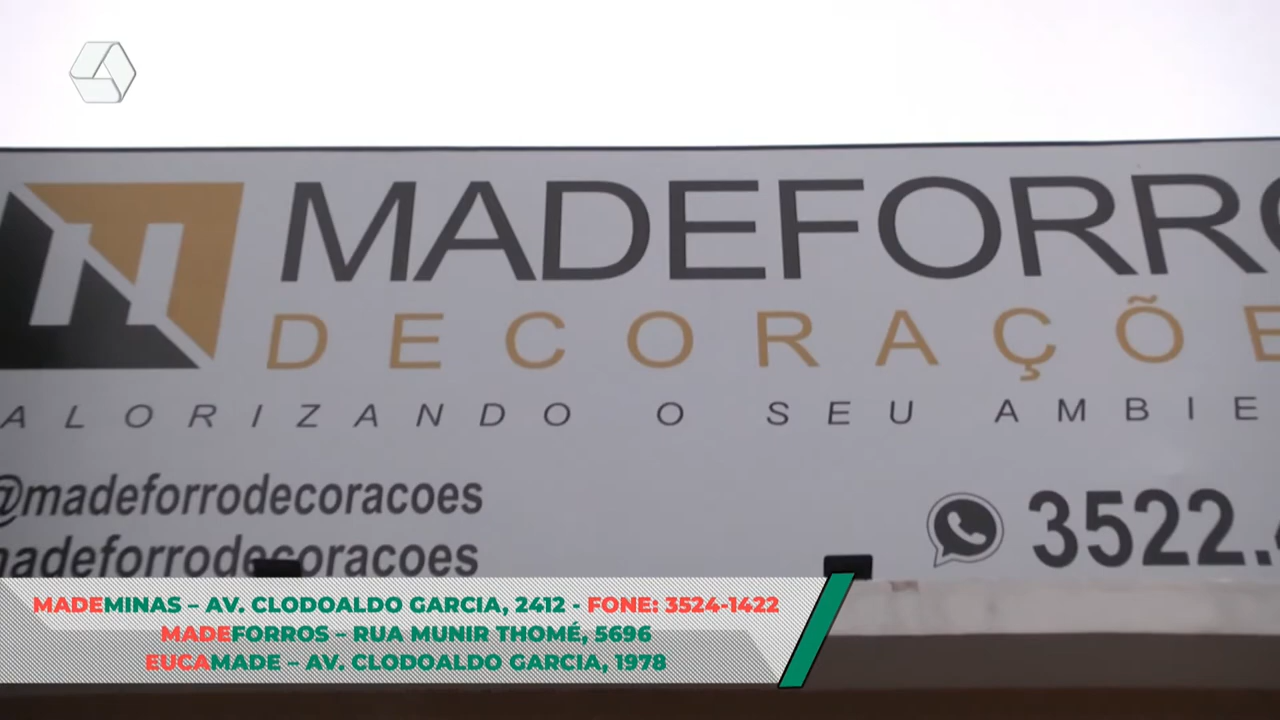 MADEFORRO
DECORAÇÕE
ALORIZANDO O SEU AMBIE
@madeforrodecoracoes
madeforrodecoracoes
3522.
MADEMINAS – AV. CLODOALDO GARCIA, 2412 - FONE: 3524-1422
MADEFORROS – RUA MUNIR THOMÉ, 5696
EUCAMADE – AV. CLODOALDO GARCIA, 1978